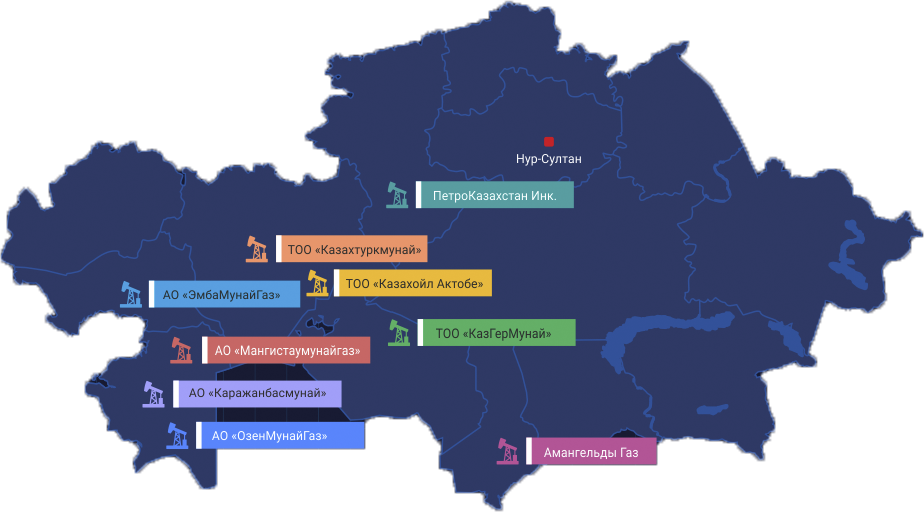 Нур-Султан
ПетроКазахстан Инк.
ТОО «Казахтуркмунай»
ТОО «Казахойл Актобе»
АО «ЭмбаМунайГаз»
ТОО «КазГерМунай»
АО «Мангистаумунайгаз»
АО «Каражанбасмунай»
АО «ОзенМунайГаз»
Амангельды Газ